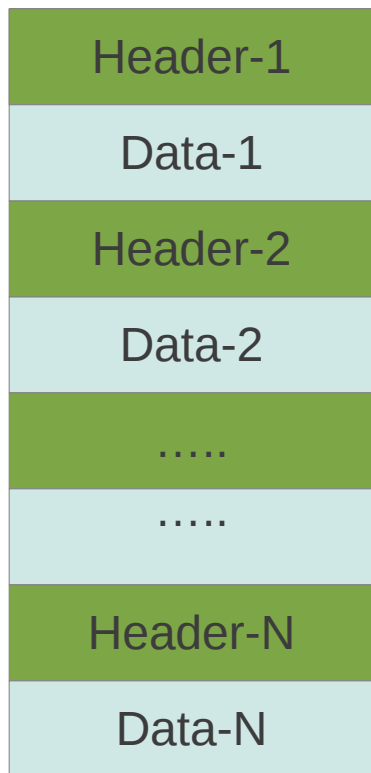 Header-1
Data-1
Header-2
Data-2
.....
.....
Header-N
Data-N